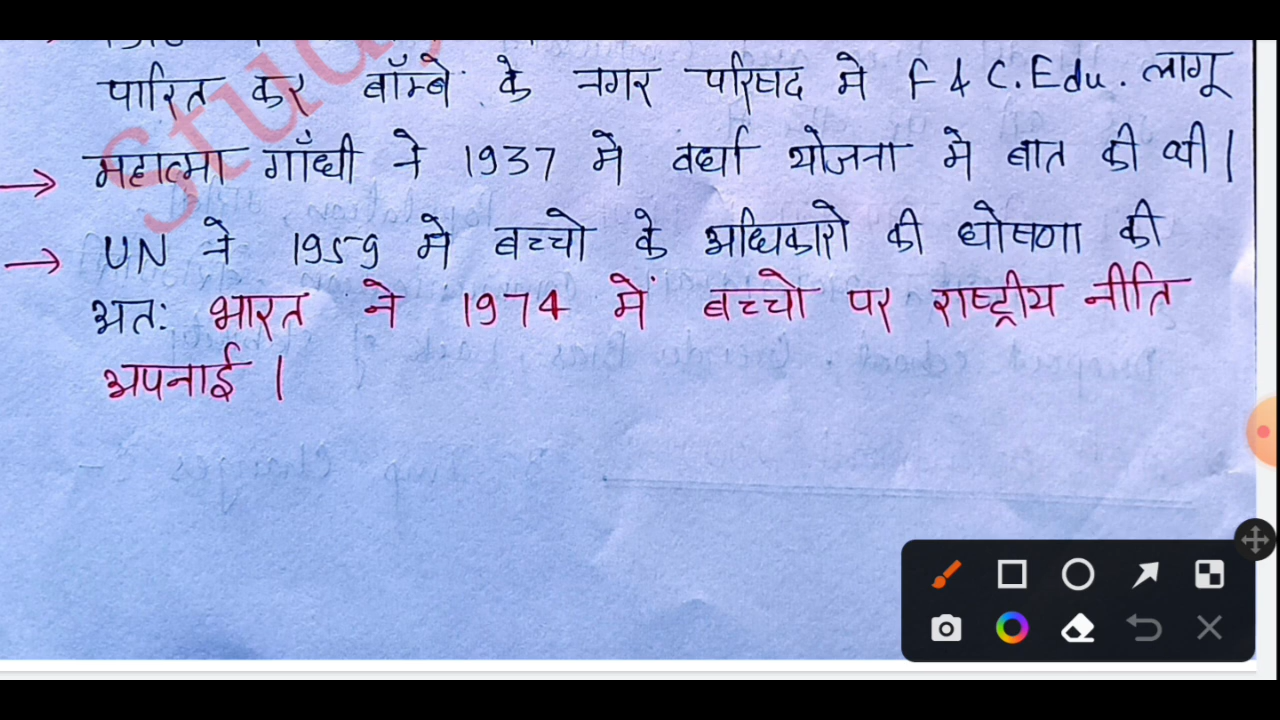 पारित कर बॉम्बे के नगर परिषद मे F & C.Edu. लागू
→ महात्मा गाँधी ने 1937 मे वर्धा योजना मे बात की थी।
→ UN ने 1959 मे बच्चो के अधिकारो की घोषणा की
अतः भारत ने 1974 में बच्चो पर राष्ट्रीय नीति
अपनाई।